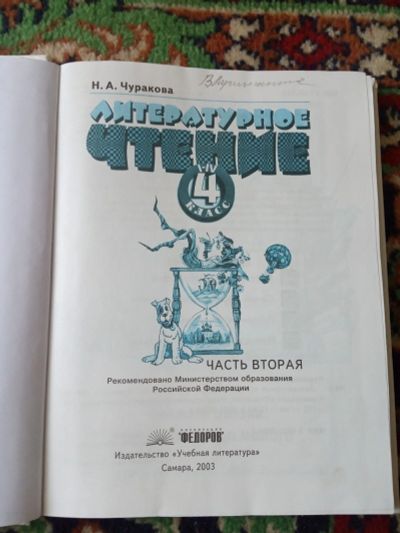 Н. А. Чуракова
ЛИТЕРАТУРНОЕ
ЧТЕНИЕ
4
КЛАСС
ЧАСТЬ ВТОРАЯ
Рекомендовано Министерством образования
Российской Федерации
"ФЕДОРОВ"
Издательство «Учебная литература»
Самара, 2003